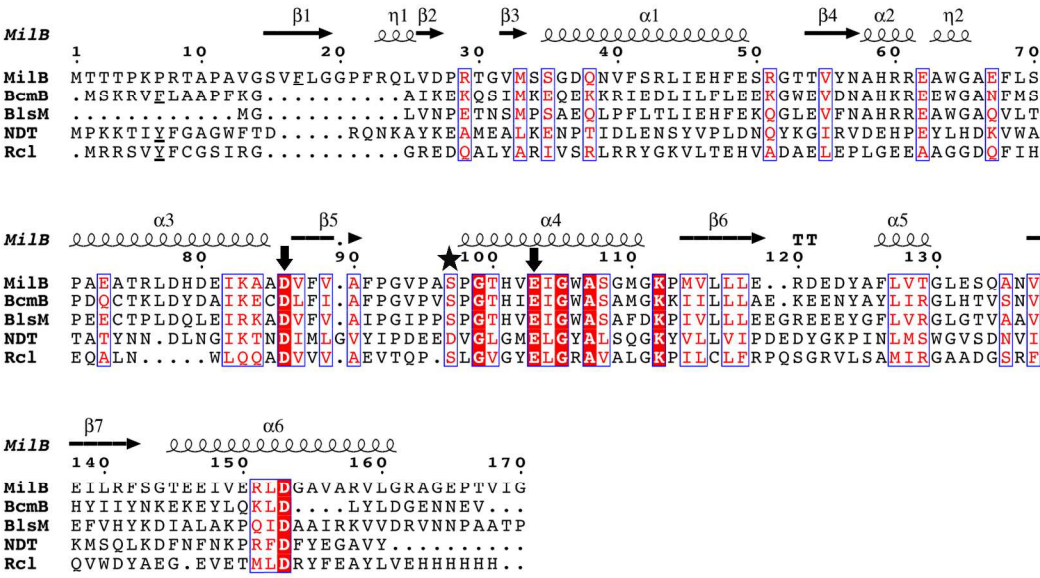 MilB β1 η1 β2 β3 α1 β4 α2 η2
1 10 20 30 40 50 60 70
MilB MTTTPKPRTAPAVGSVFLGGPFRQLVDPRTGVMSSGDQNVFSRLIEHFESRGTTVYNAHRREAWGAEFLS
BcmB .MSKRVFLAAPFKG..........AIKEKQSIMKEQEKKRIEDLILFLEEKGWEVDNAHKREEWGANFMS
BlsM ............MG..........LVNPETNSMPSAEQLPFLTLIEHFEKQGLEVFNAHRREAWGAQVLT
NDT MPKKTIYFGAGWFTD.....RQNKAYKEAMEALKENPTIDLENSYVPLDNQYKGIRVDEHPEYLHDKVWA
Rcl .MRRSVYFCGSIRG..........GREDQALYARIVSRLRRYGKVLTEHVADAELEPLGEEAAGGDQFIH
MilB α3 β5 α4 β6 TT α5
80 90 100 110 120 130
MilB PAEATRLDHDEIKAADVFV.AFPGVPASPGTHVEIGWASGMGKPMVLLLE..RDEDYAFLVTGLESQANV
BcmB PDQCTKLDYDAIKECDLFI.AFPGVPVSPGTHIEIGWASAMGKKIILLLAE.KEENYAYLIRGLGTVANV
BlsM PEECTPLDQLEIRKADVFV.AIPGIPPSPGTHVEIGWASAFDKPIVLLLEEGREEEYGFLVRGLGTVAAV
NDT TATYNN.DLNGIKTNDIMLGVYIPDEEDVGLGMELGYALSQGKYVLLVIPDEDYGKPINLMSWGVSDNVI
Rcl EQALN.....WLQQADVVV.AEVTQP.SLGVGYELGRAVALGKPILCLFRPQSGRVLSAMIRGAADGSRF
MilB β7 α6
140 150 160 170
MilB EILRFSGTEEIVERLDGAVARVLGRAGEPTVIG
BcmB HYIIYNKEKEYLQKLD....LYLDGENNEV...
BlsM EFVHYKDIALAKPQIDAAIRKVVDRVNNPAATP
NDT KMSQLKDFNFNKPRFDFYEGAVY..........
Rcl QVWDYAEG.EVETMLDRYFEAYLVEHHHHHH..